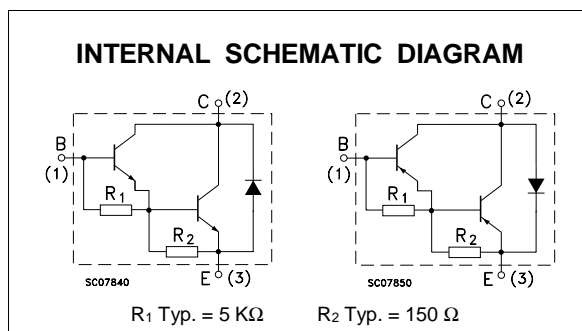 INTERNAL SCHEMATIC DIAGRAM
C (2)
B
(1)
R1
R2
E (3)
SC07840
C (2)
B
(1)
R1
R2
E (3)
SC07850
R1 Typ. = 5 KΩ R2 Typ. = 150 Ω